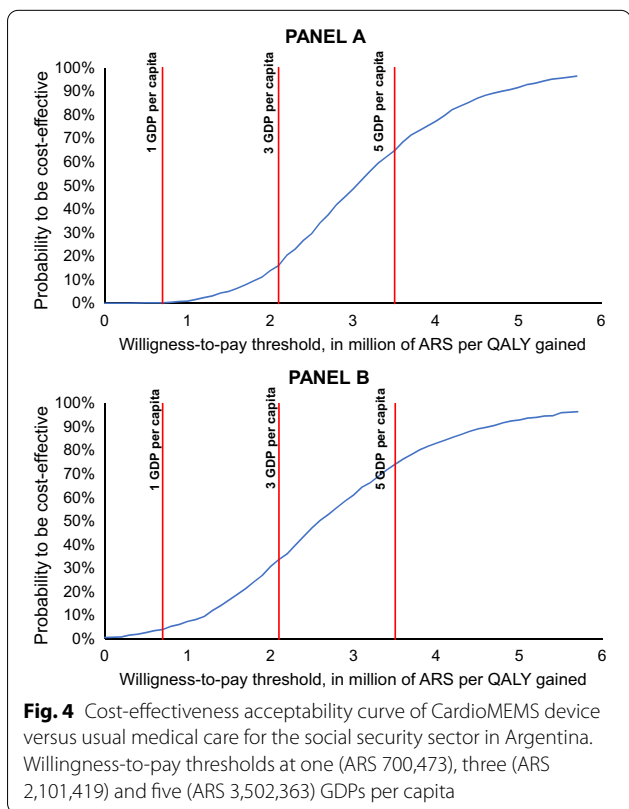 PANEL A
100%
90%
80%
70%
60%
50%
40%
30%
20%
10%
0%
Probability to be cost-effective
1 GDP per capita
3 GDP per capita
5 GDP per capita
0 1 2 3 4 5 6
Willigness-to-pay threshold, in million of ARS per QALY gained
PANEL B
100%
90%
80%
70%
60%
50%
40%
30%
20%
10%
0%
Probability to be cost-effective
1 GDP per capita
3 GDP per capita
5 GDP per capita
0 1 2 3 4 5 6
Willigness-to-pay threshold, in million of ARS per QALY gained
Fig. 4 Cost-effectiveness acceptability curve of CardioMEMS device
versus usual medical care for the social security sector in Argentina.
Willingness-to-pay thresholds at one (ARS 700,473), three (ARS
2,101,419) and five (ARS 3,502,363) GDPs per capita